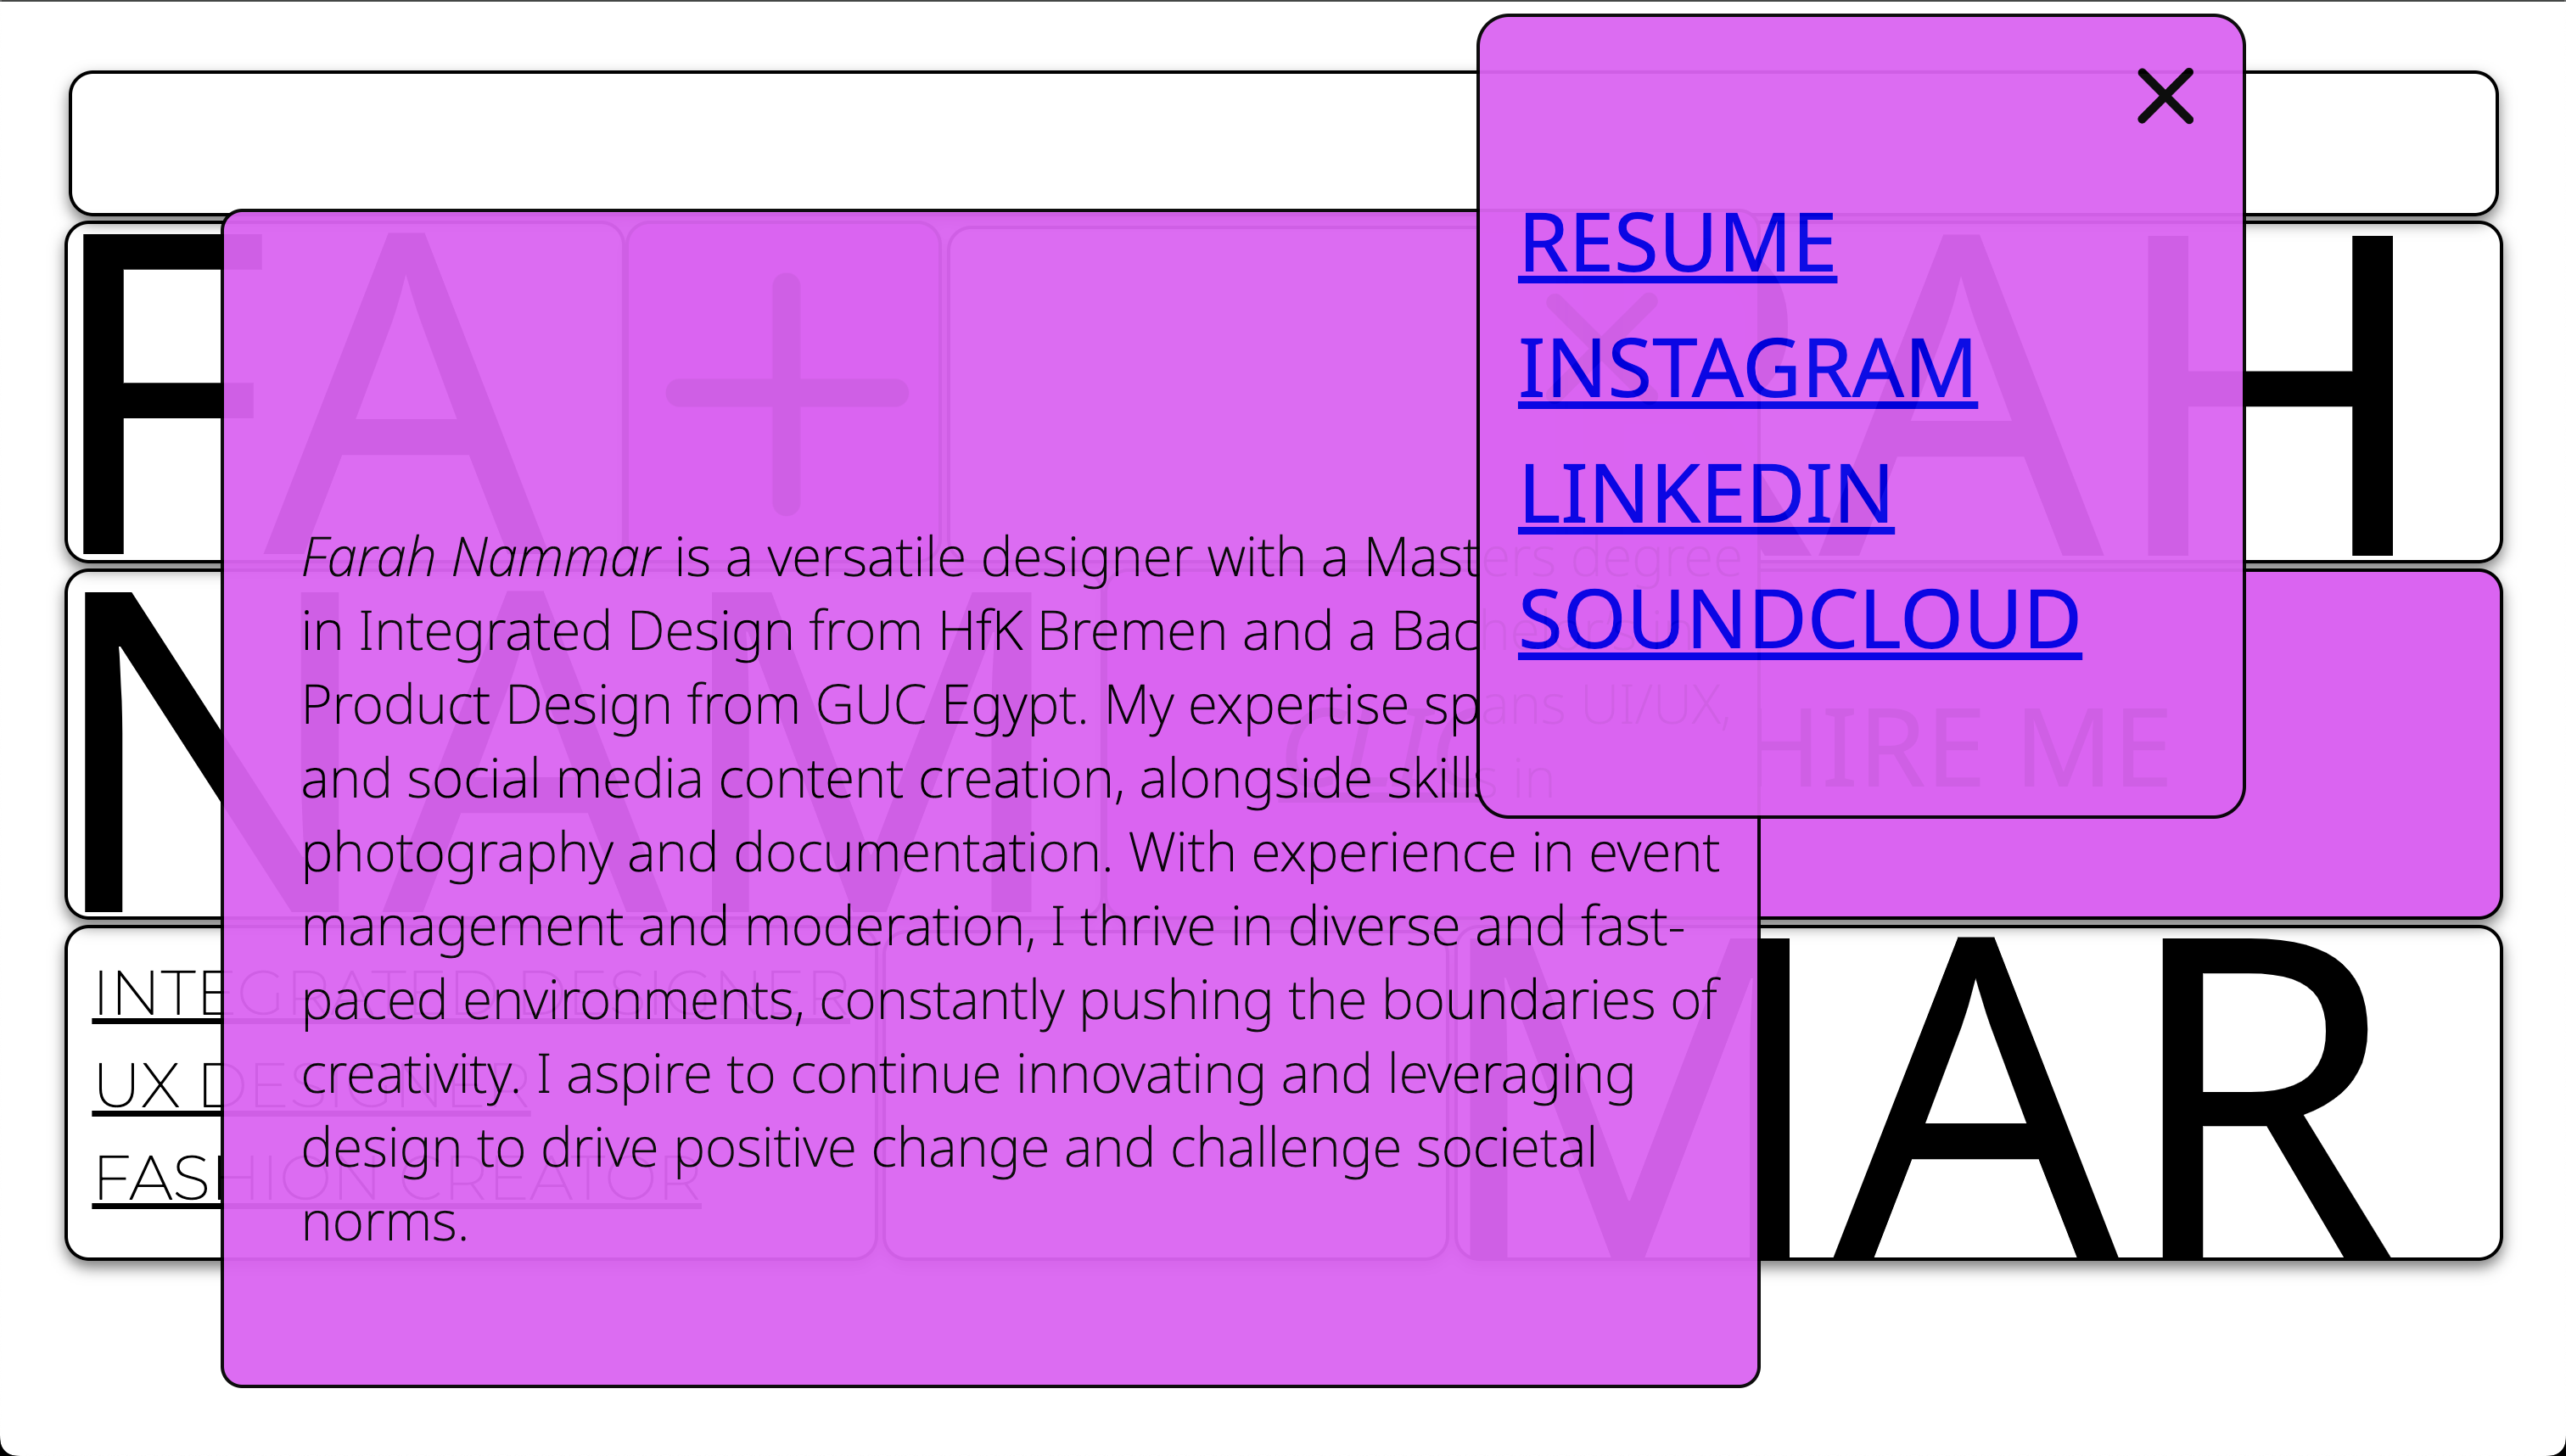 RESUME
INSTAGRAM
LINKEDIN
SOUNDCLOUD
FA
RAH
Farah Nammar is a versatile designer with a Masters degree
in Integrated Design from HfK Bremen and a Bachelor's in
Product Design from GUC Egypt. My expertise spans UI/UX,
and social media content creation, alongside skills in
photography and documentation. With experience in event
management and moderation, I thrive in diverse and fast-
paced environments, constantly pushing the boundaries of
creativity. I aspire to continue innovating and leveraging
design to drive positive change and challenge societal
norms.
NAM
HIRE ME
INTEGRATED DESIGNER
UX DESIGNER
FASHION CREATOR
MAR